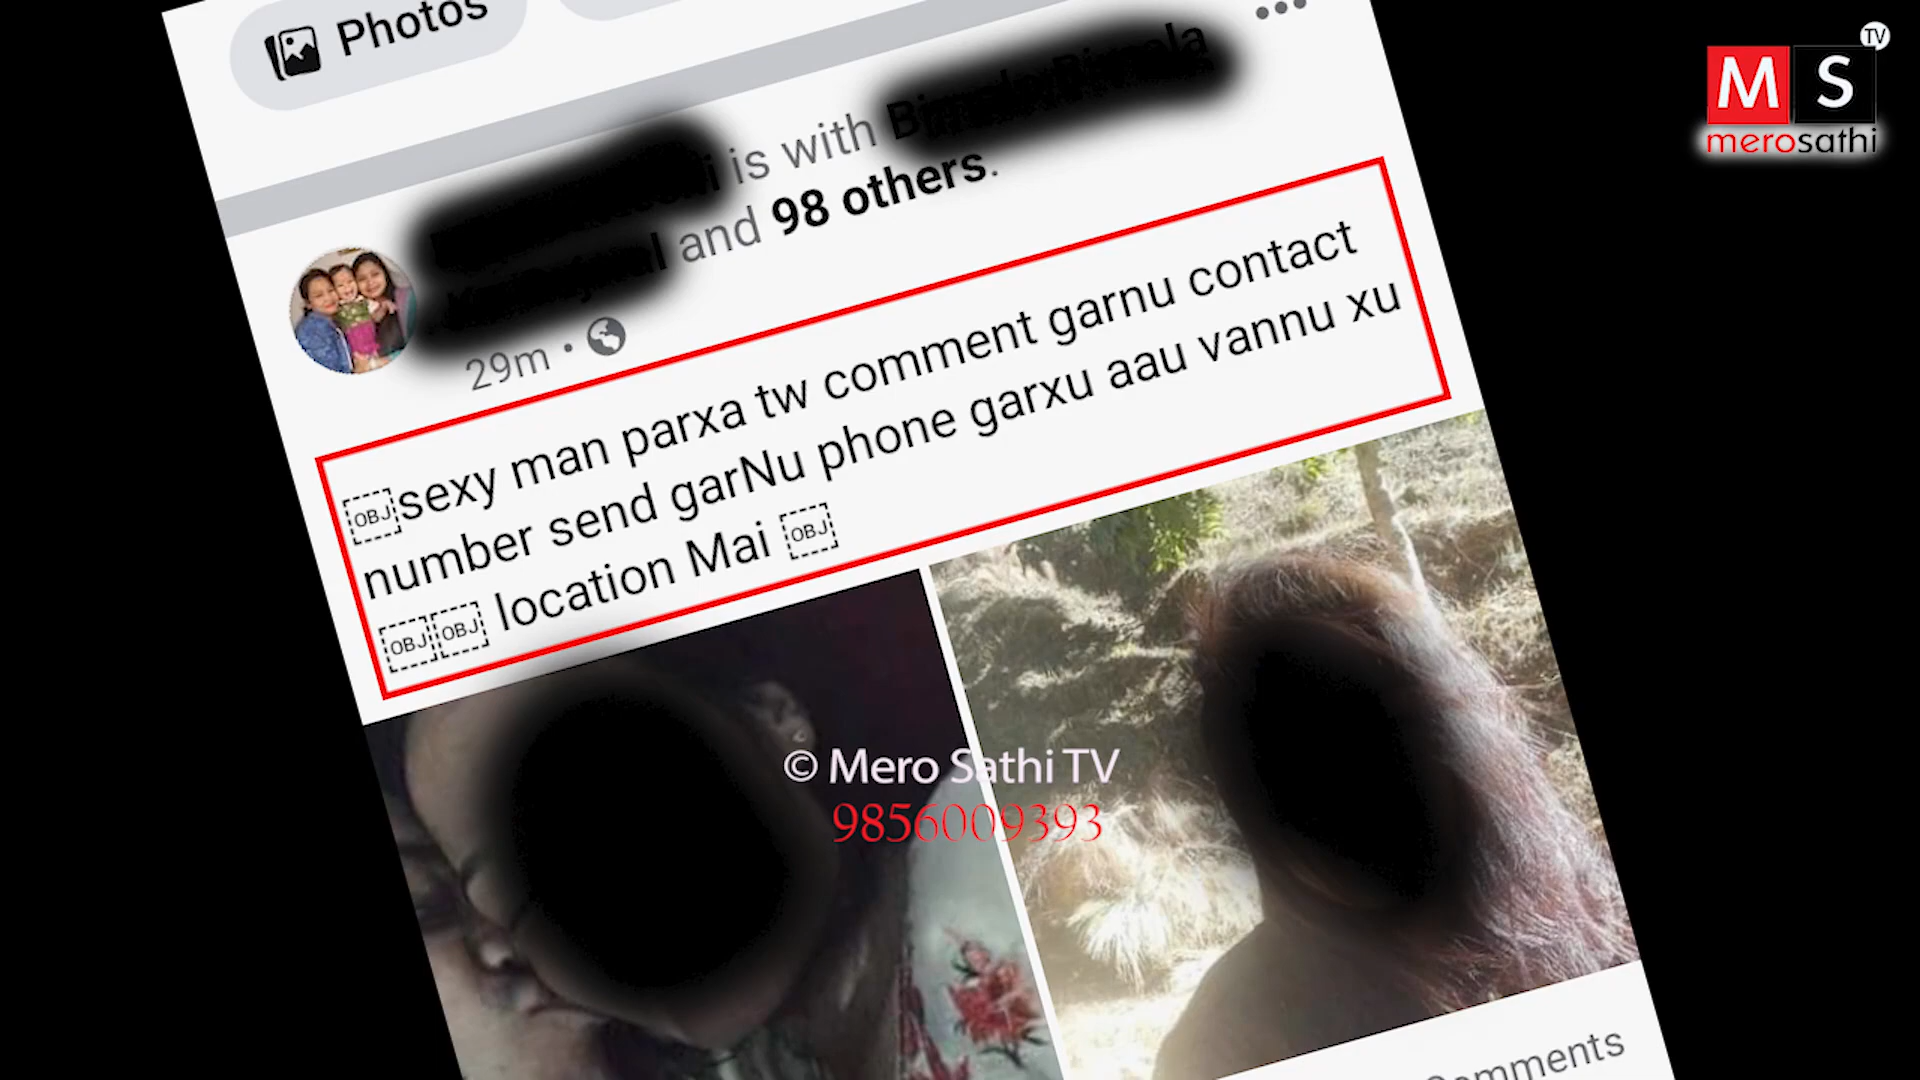 Photos
TV
M S
merosathi
is with
and 98 others.
29m
sexy man parxa tw comment garnu contact
number send garNu phone garxu aau vannu xu
location Mai
© Mero Sathi TV
9856009393
Comments